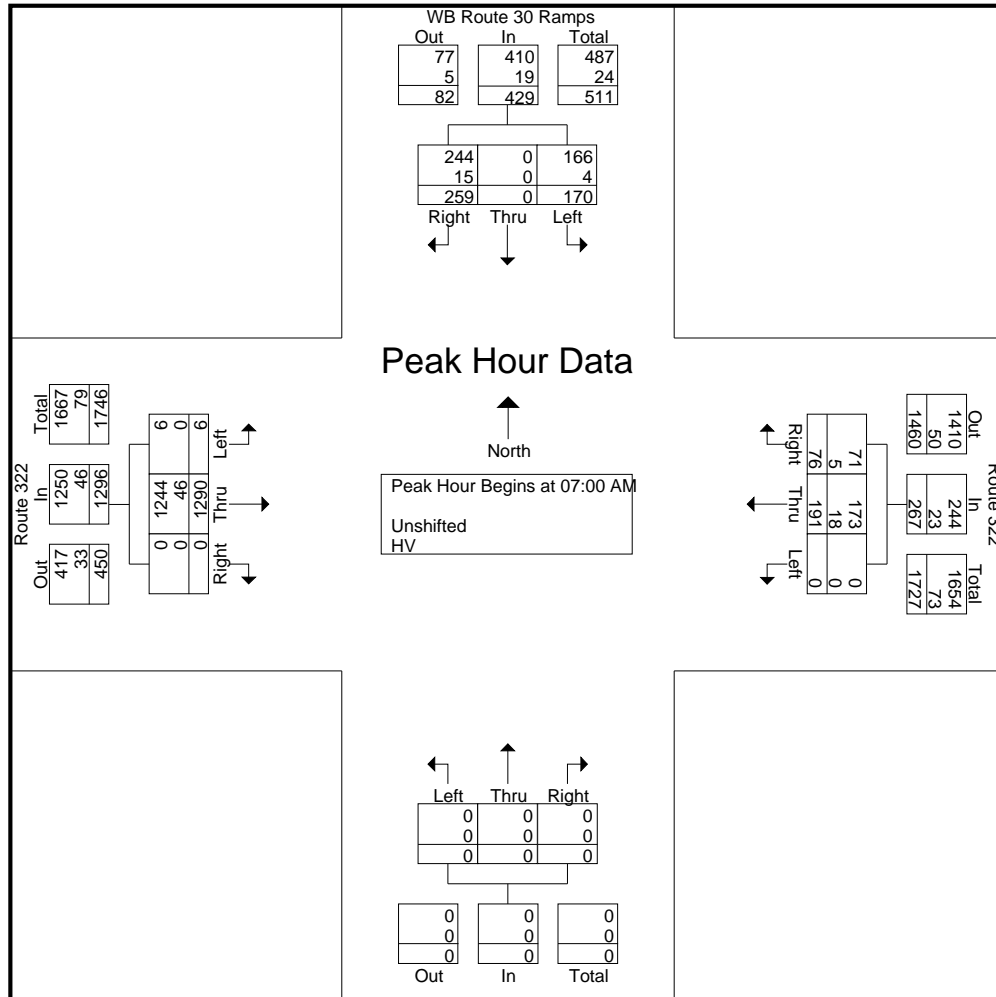 WB Route 30 Ramps
Out In Total
77 410 487
5 19 24
82 429 511
244 0 166
15 0 4
259 0 170
Right Thru Left
Peak Hour Data
North
Peak Hour Begins at 07:00 AM
Unshifted
HV
Route 322
Total In Out
1667 1250 417
79 46 33
1746 1296 450
6 1244 0
0 46 0
6 1290 0
Left Thru Right
Route 322
Out In Total
1410 244 1654
50 23 73
1460 267 1727
71 173 0
5 18 0
76 191 0
Right Thru Left
Left Thru Right
0 0 0
0 0 0
0 0 0
0 0 0
0 0 0
0 0 0
Out In Total